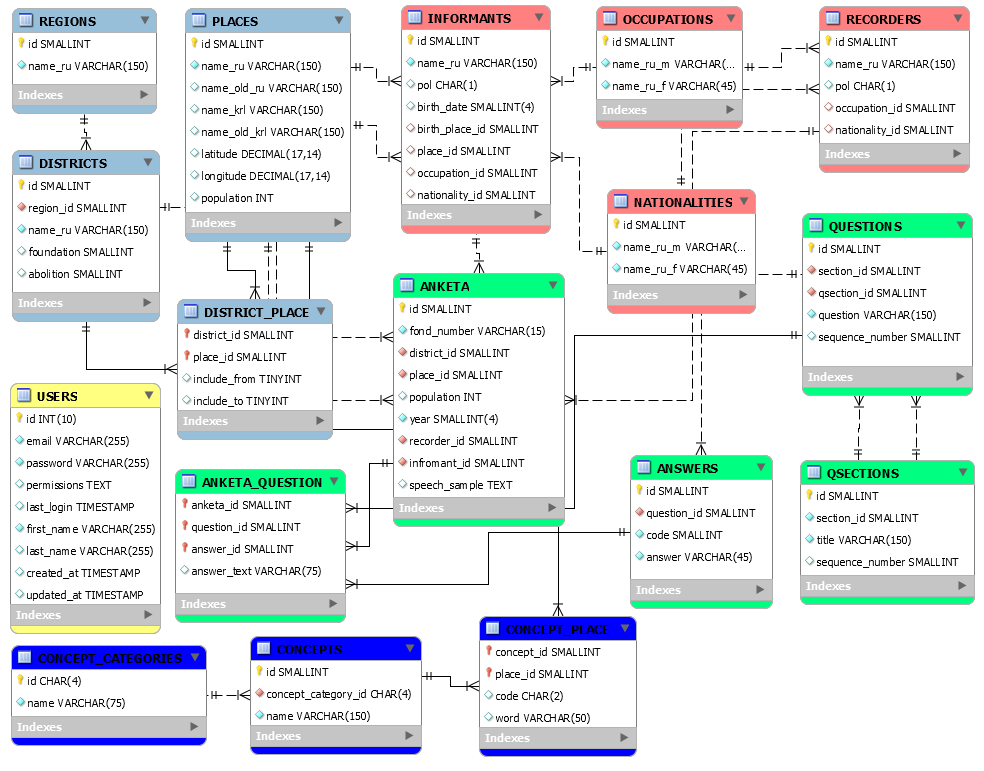 REGIONS
id SMALLINT
name_ru VARCHAR(150)
Indexes
PLACES
id SMALLINT
name_ru VARCHAR(150)
name_old_ru VARCHAR(150)
name_krl VARCHAR(150)
name_old_krl VARCHAR(150)
latitude DECIMAL(17,14)
longitude DECIMAL(17,14)
population INT
Indexes
INFORMANTS
id SMALLINT
name_ru VARCHAR(150)
pol CHAR(1)
birth_date SMALLINT(4)
birth_place_id SMALLINT
place_id SMALLINT
occupation_id SMALLINT
nationality_id SMALLINT
Indexes
OCCUPATIONS
id SMALLINT
name_ru_m VARCHAR(...
name_ru_f VARCHAR(45)
Indexes
RECORDERS
id SMALLINT
name_ru VARCHAR(150)
pol CHAR(1)
occupation_id SMALLINT
nationality_id SMALLINT
Indexes
DISTRICTS
id SMALLINT
region_id SMALLINT
name_ru VARCHAR(150)
foundation SMALLINT
abolition SMALLINT
Indexes
NATIONALITIES
id SMALLINT
name_ru_m VARCHAR(...
name_ru_f VARCHAR(45)
Indexes
QUESTIONS
id SMALLINT
section_id SMALLINT
qsection_id SMALLINT
question VARCHAR(150)
sequence_number SMALLINT
Indexes
DISTRICT_PLACE
district_id SMALLINT
place_id SMALLINT
include_from TINYINT
include_to TINYINT
Indexes
ANKETA
id SMALLINT
fond_number VARCHAR(15)
district_id SMALLINT
place_id SMALLINT
population INT
year SMALLINT(4)
recorder_id SMALLINT
infromant_id SMALLINT
speech_sample TEXT
Indexes
USERS
id INT(10)
email VARCHAR(255)
password VARCHAR(255)
permissions TEXT
last_login TIMESTAMP
first_name VARCHAR(255)
last_name VARCHAR(255)
created_at TIMESTAMP
updated_at TIMESTAMP
Indexes
ANKETA_QUESTION
anketa_id SMALLINT
question_id SMALLINT
answer_id SMALLINT
answer_text VARCHAR(75)
Indexes
ANSWERS
id SMALLINT
question_id SMALLINT
code SMALLINT
answer VARCHAR(45)
Indexes
QSECTIONS
id SMALLINT
section_id SMALLINT
title VARCHAR(150)
sequence_number SMALLINT
Indexes
CONCEPT_CATEGORIES
id CHAR(4)
name VARCHAR(75)
Indexes
CONCEPTS
id SMALLINT
concept_category_id CHAR(4)
name VARCHAR(150)
Indexes
CONCEPT_PLACE
concept_id SMALLINT
place_id SMALLINT
code CHAR(2)
word VARCHAR(50)
Indexes